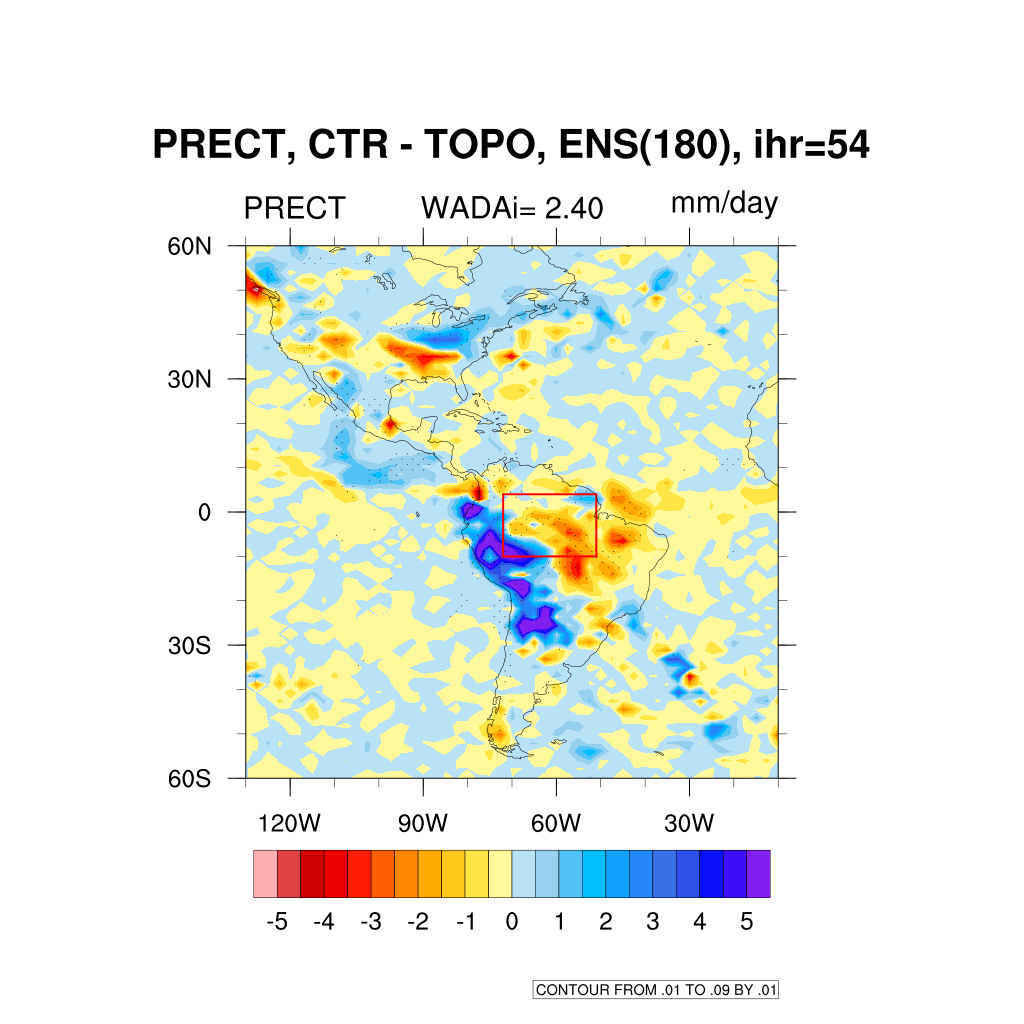 PRECT, CTR - TOPO, ENS(180), ihr=54
PRECT WADAi= 2.40 mm/day
60N
30N
0
30S
60S
120W 90W 60W 30W
-5 -4 -3 -2 -1 0 1 2 3 4 5
CONTOUR FROM .01 TO .09 BY .01